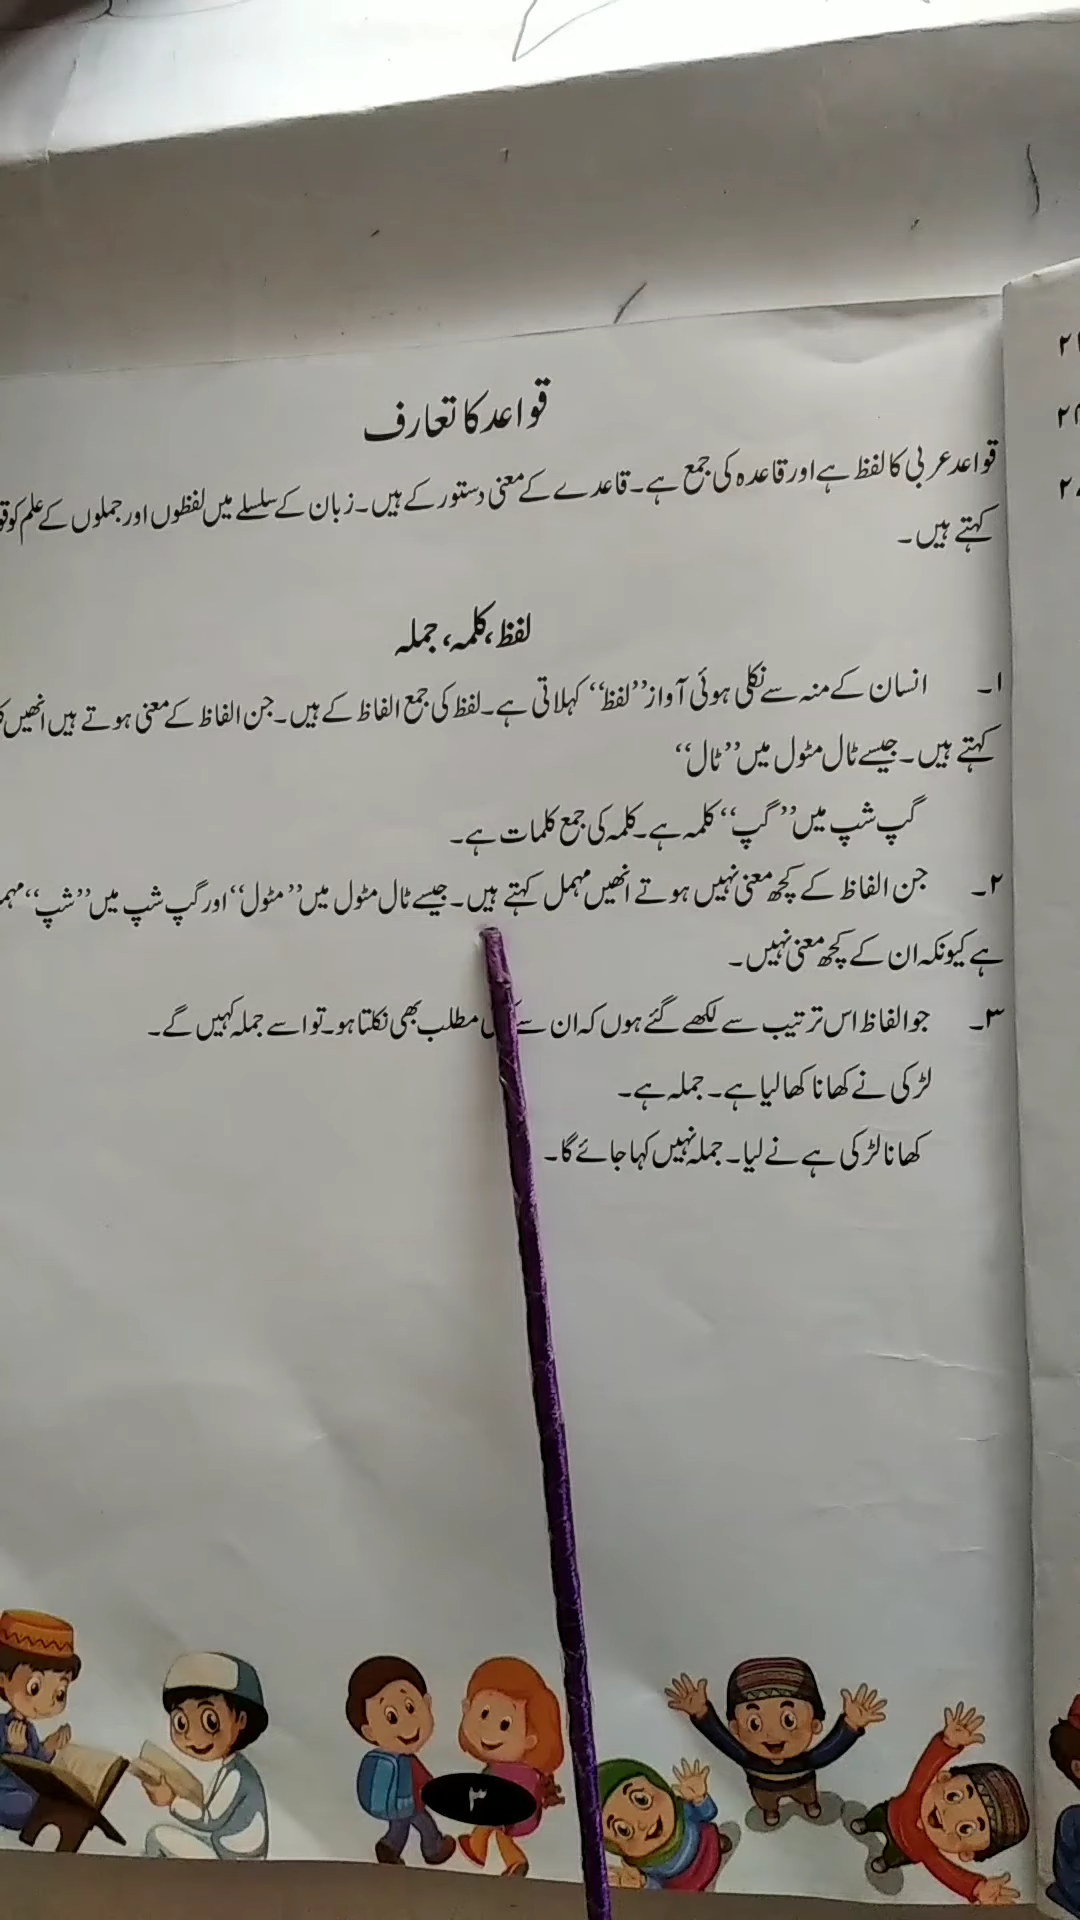 قواعد کا تعارف
قواعد عربی کا لفظ ہے اور قاعدہ کی جمع ہے۔ قاعدے کے معنی دستور کے ہیں۔ زبان کے سلسلے میں لفظوں اور جملوں کے علم کو
کہتے ہیں۔
لفظ، کلمہ، جملہ
۱۔ انسان کے منہ سے نکلی ہوئی آواز ”لفظ“ کہلاتی ہے۔ لفظ کی جمع الفاظ کے ہیں۔ جن الفاظ کے معنی ہوتے ہیں انھیں
کہتے ہیں۔ جیسے ٹال مٹول میں ”ٹال“
گپ شپ میں ”گپ“ کلمہ ہے۔ کلمہ کی جمع کلمات ہے۔
۲۔ جن الفاظ کے کچھ معنی نہیں ہوتے انھیں مہمل کہتے ہیں۔ جیسے ٹال مٹول میں ”مٹول“ اور گپ شپ میں ”شپ“
ہے کیونکہ ان کے کچھ معنی نہیں۔
۳۔ جو الفاظ اس ترتیب سے لکھے گئے ہوں کہ ان سے مطلب بھی نکلتا ہو۔ تو اسے جملہ کہیں گے۔
لڑکی نے کھانا کھا لیا ہے۔ جملہ ہے۔
کھانا لڑکی ہے نے لیا۔ جملہ نہیں کہا جائے گا۔
۳